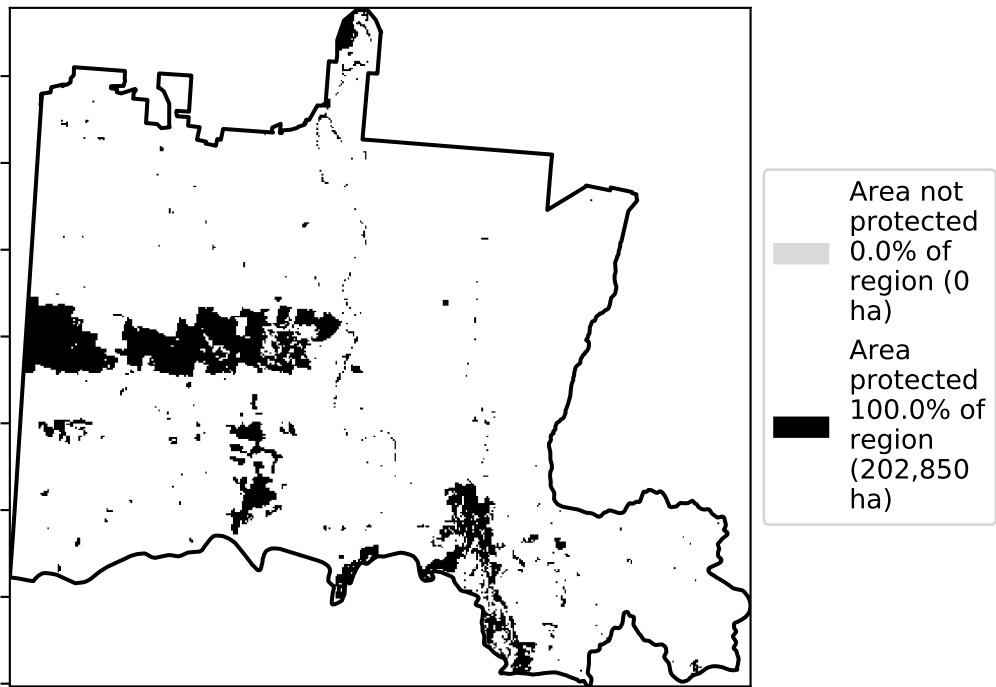 Area not
protected
0.0% of
region (0
ha)
Area
protected
100.0% of
region
(202,850
ha)